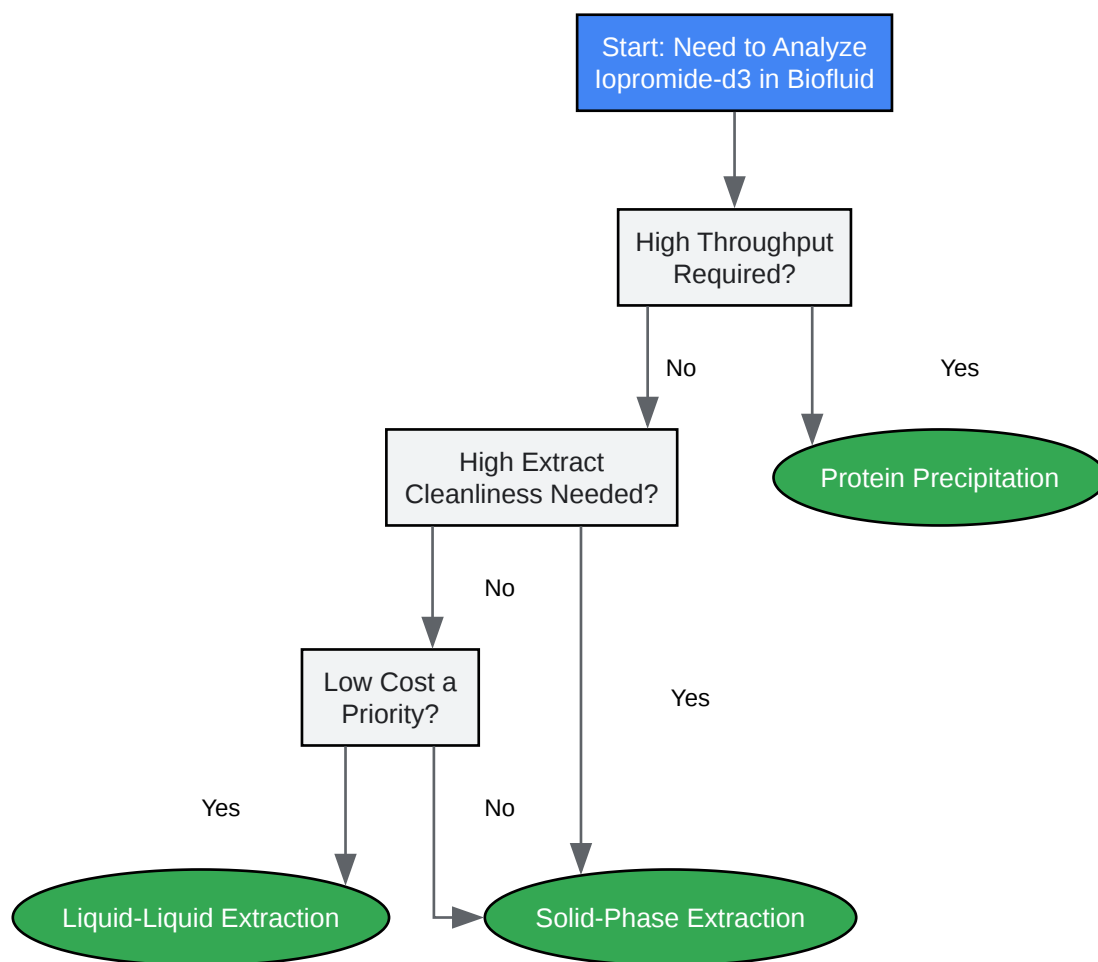 Start: Need to Analyze
Iopromide-d3 in Biofluid
High Throughput
Required?
No
Yes
High Extract
Cleanliness Needed?
Protein Precipitation
No
Yes
Low Cost a
Priority?
Yes
No
Liquid-Liquid Extraction
Solid-Phase Extraction